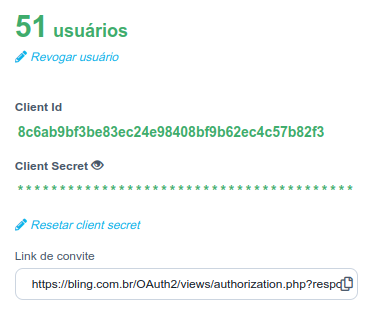 51 usuários
Revogar usuário
Client Id
8c6ab9bf3be83ec24e98408bf9b62ec4c57b82f3
Client Secret
****************************************
Resetar client secret
Link de convite
https://bling.com.br/OAuth2/views/authorization.php?respo